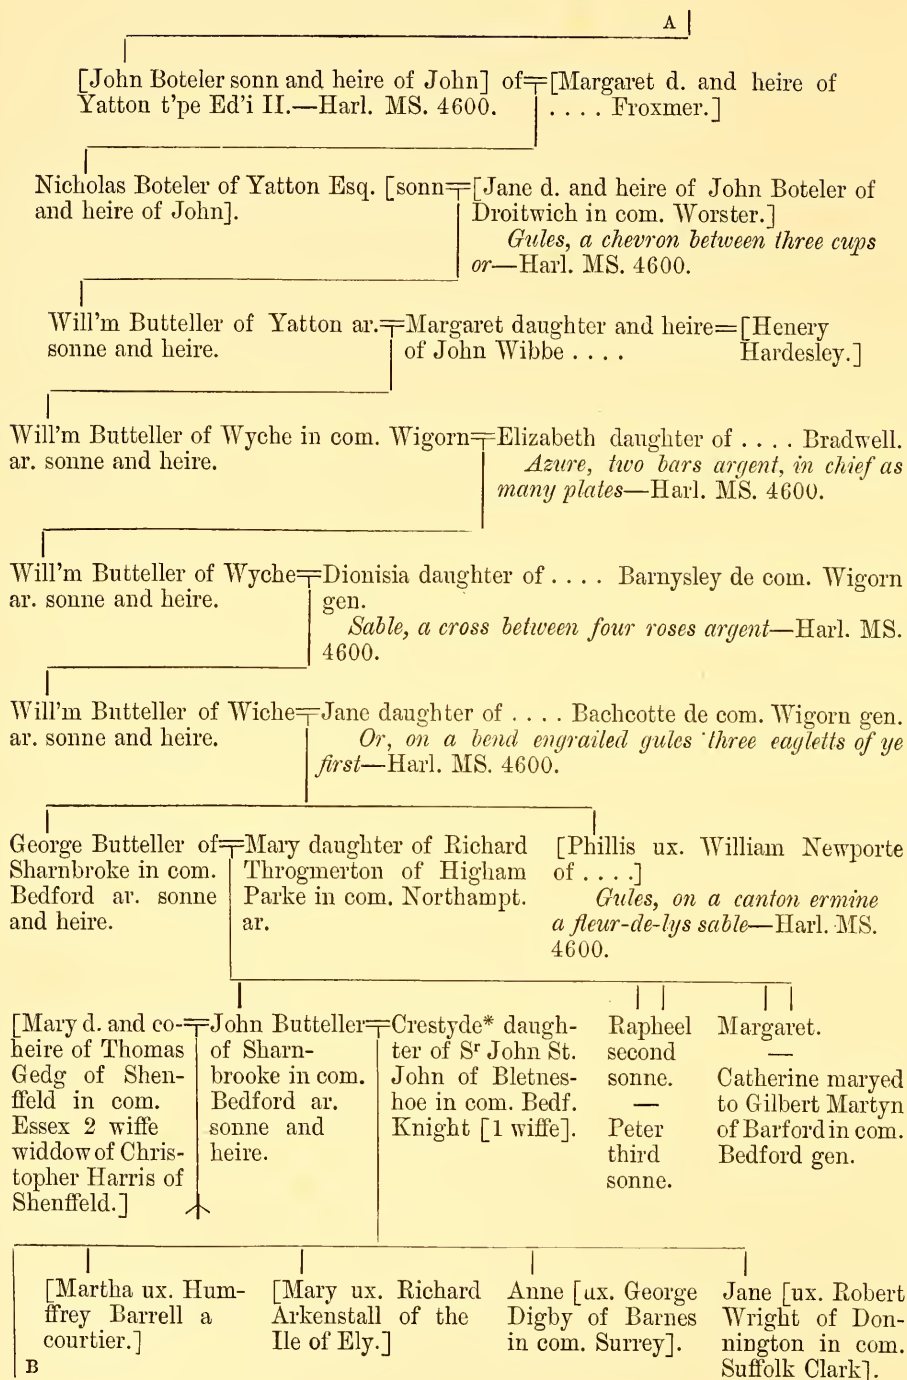 A
[John Boteler sonn and heire of John] of
Yatton t'pe Ed'i II.—Harl. MS. 4600.
[Margaret d. and heire of
. . . . Froxmer.]
Nicholas Boteler of Yatton Esq. [sonn
and heire of John].
[Jane d. and heire of John Boteler of
Droitwich in com. Worster.]
Gules, a chevron between three cups
or—Harl. MS. 4600.
Will'm Butteller of Yatton ar.
sonne and heire.
Margaret daughter and heire
of John Wibbe . . . .
[Henery
Hardesley.]
Will'm Butteller of Wyche in com. Wigorn
ar. sonne and heire.
Elizabeth daughter of . . . . Bradwell.
Azure, two bars argent, in chief as
many plates—Harl. MS. 4600.
Will'm Butteller of Wyche
ar. sonne and heire.
Dionisia daughter of . . . . Barnysley de com. Wigorn
gen.
Sable, a cross between four roses argent—Harl. MS.
4600.
Will'm Butteller of Wiche
ar. sonne and heire.
Jane daughter of . . . . Bachcotte de com. Wigorn gen.
Or, on a bend engrailed gules three eagletts of ye
first—Harl. MS. 4600.
George Butteller of
Sharnbroke in com.
Bedford ar. sonne
and heire.
Mary daughter of Richard
Throgmerton of Higham
Parke in com. Northampt.
ar.
[Phillis ux. William Newporte
of . . . .]
Gules, on a canton ermine
a fleur-de-lys sable—Harl. MS.
4600.
[Mary d. and co-
heire of Thomas
Gedg of Shen-
ffeld in com.
Essex 2 wiffe
widdow of Chris-
topher Harris of
Shenffeld.]
John Butteller
of Sharn-
brooke in com.
Bedford ar.
sonne and
heire.
Crestyde* daugh-
ter of Sr John St.
John of Bletnes-
hoe in com. Bedf.
Knight [1 wiffe].
Rapheel
second
sonne.
—
Peter
third
sonne.
Margaret.
—
Catherine maryed
to Gilbert Martyn
of Barford in com.
Bedford gen.
[Martha ux. Hum-
ffrey Barrell a
courtier.]
[Mary ux. Richard
Arkenstall of the
Ile of Ely.]
Anne [ux. George
Digby of Barnes
in com. Surrey].
Jane [ux. Robert
Wright of Don-
nington in com.
Suffolk Clark].
B